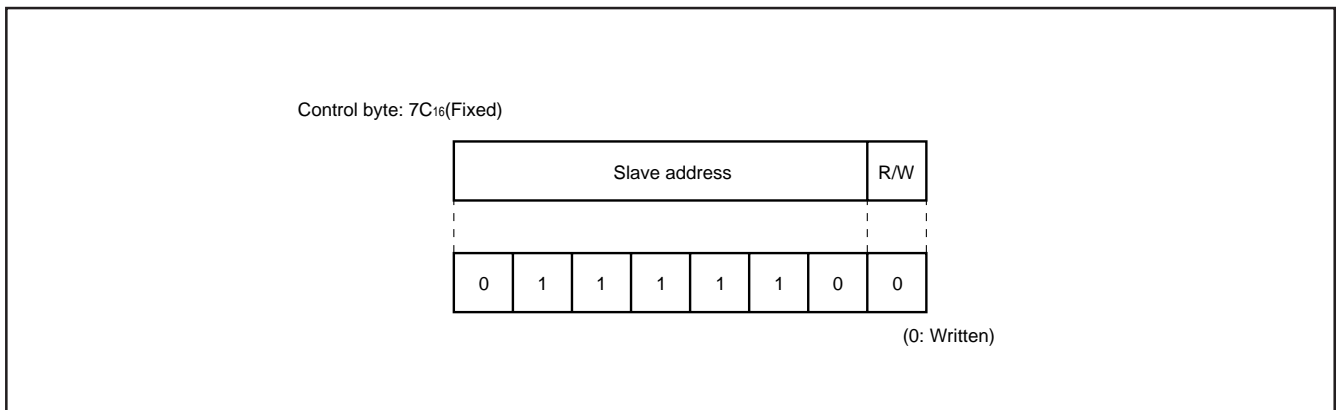 Control byte: 7C₁₆(Fixed)
Slave address R/W
0 1 1 1 1 1 0 0
(0: Written)